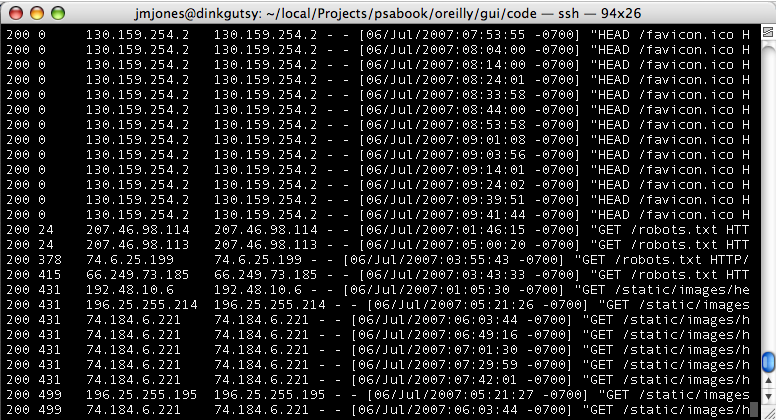 jmjones@dinkgutsy: ~/local/Projects/psabook/oreilly/gui/code — ssh — 94x26
200 0 130.159.254.2 130.159.254.2 - - [06/Jul/2007:07:53:55 -0700] "HEAD /favicon.ico H
200 0 130.159.254.2 130.159.254.2 - - [06/Jul/2007:08:04:00 -0700] "HEAD /favicon.ico H
200 0 130.159.254.2 130.159.254.2 - - [06/Jul/2007:08:14:00 -0700] "HEAD /favicon.ico H
200 0 130.159.254.2 130.159.254.2 - - [06/Jul/2007:08:24:01 -0700] "HEAD /favicon.ico H
200 0 130.159.254.2 130.159.254.2 - - [06/Jul/2007:08:33:58 -0700] "HEAD /favicon.ico H
200 0 130.159.254.2 130.159.254.2 - - [06/Jul/2007:08:44:00 -0700] "HEAD /favicon.ico H
200 0 130.159.254.2 130.159.254.2 - - [06/Jul/2007:08:53:58 -0700] "HEAD /favicon.ico H
200 0 130.159.254.2 130.159.254.2 - - [06/Jul/2007:09:01:08 -0700] "HEAD /favicon.ico H
200 0 130.159.254.2 130.159.254.2 - - [06/Jul/2007:09:03:56 -0700] "HEAD /favicon.ico H
200 0 130.159.254.2 130.159.254.2 - - [06/Jul/2007:09:14:01 -0700] "HEAD /favicon.ico H
200 0 130.159.254.2 130.159.254.2 - - [06/Jul/2007:09:24:02 -0700] "HEAD /favicon.ico H
200 0 130.159.254.2 130.159.254.2 - - [06/Jul/2007:09:39:51 -0700] "HEAD /favicon.ico H
200 0 130.159.254.2 130.159.254.2 - - [06/Jul/2007:09:41:44 -0700] "HEAD /favicon.ico H
200 24 207.46.98.114 207.46.98.114 - - [06/Jul/2007:01:46:15 -0700] "GET /robots.txt HTT
200 24 207.46.98.113 207.46.98.113 - - [06/Jul/2007:05:00:20 -0700] "GET /robots.txt HTT
200 378 74.6.25.199 74.6.25.199 - - [06/Jul/2007:03:55:43 -0700] "GET /robots.txt HTTP/
200 415 66.249.73.185 66.249.73.185 - - [06/Jul/2007:03:43:33 -0700] "GET /robots.txt HTT
200 431 192.48.10.6 192.48.10.6 - - [06/Jul/2007:01:05:30 -0700] "GET /static/images/he
200 431 196.25.255.214 196.25.255.214 - - [06/Jul/2007:05:21:26 -0700] "GET /static/images
200 431 74.184.6.221 74.184.6.221 - - [06/Jul/2007:06:03:44 -0700] "GET /static/images/h
200 431 74.184.6.221 74.184.6.221 - - [06/Jul/2007:06:49:16 -0700] "GET /static/images/h
200 431 74.184.6.221 74.184.6.221 - - [06/Jul/2007:07:01:30 -0700] "GET /static/images/h
200 431 74.184.6.221 74.184.6.221 - - [06/Jul/2007:07:29:59 -0700] "GET /static/images/h
200 431 74.184.6.221 74.184.6.221 - - [06/Jul/2007:07:42:01 -0700] "GET /static/images/h
200 499 196.25.255.195 196.25.255.195 - - [06/Jul/2007:05:21:27 -0700] "GET /static/images
200 499 74.184.6.221 74.184.6.221 - - [06/Jul/2007:06:03:44 -0700] "GET /static/images/h